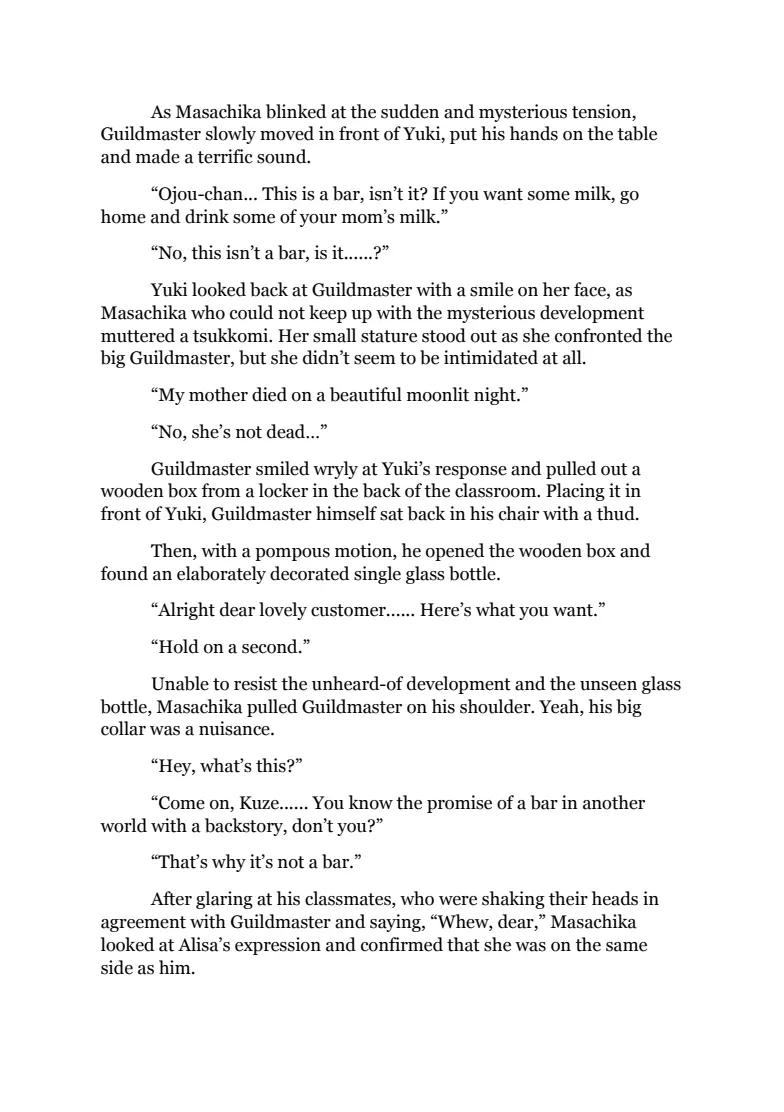 As Masachika blinked at the sudden and mysterious tension,
Guildmaster slowly moved in front of Yuki, put his hands on the table
and made a terrific sound.
“Ojou-chan... This is a bar, isn’t it? If you want some milk, go
home and drink some of your mom’s milk.”
“No, this isn’t a bar, is it......?”
Yuki looked back at Guildmaster with a smile on her face, as
Masachika who could not keep up with the mysterious development
muttered a tsukkomi. Her small stature stood out as she confronted the
big Guildmaster, but she didn’t seem to be intimidated at all.
“My mother died on a beautiful moonlit night.”
“No, she’s not dead...”
Guildmaster smiled wryly at Yuki’s response and pulled out a
wooden box from a locker in the back of the classroom. Placing it in
front of Yuki, Guildmaster himself sat back in his chair with a thud.
Then, with a pompous motion, he opened the wooden box and
found an elaborately decorated single glass bottle.
“Alright dear lovely customer...... Here’s what you want.”
“Hold on a second.”
Unable to resist the unheard-of development and the unseen glass
bottle, Masachika pulled Guildmaster on his shoulder. Yeah, his big
collar was a nuisance.
“Hey, what’s this?”
“Come on, Kuze...... You know the promise of a bar in another
world with a backstory, don’t you?”
“That’s why it’s not a bar.”
After glaring at his classmates, who were shaking their heads in
agreement with Guildmaster and saying, “Whew, dear,” Masachika
looked at Alisa’s expression and confirmed that she was on the same
side as him.